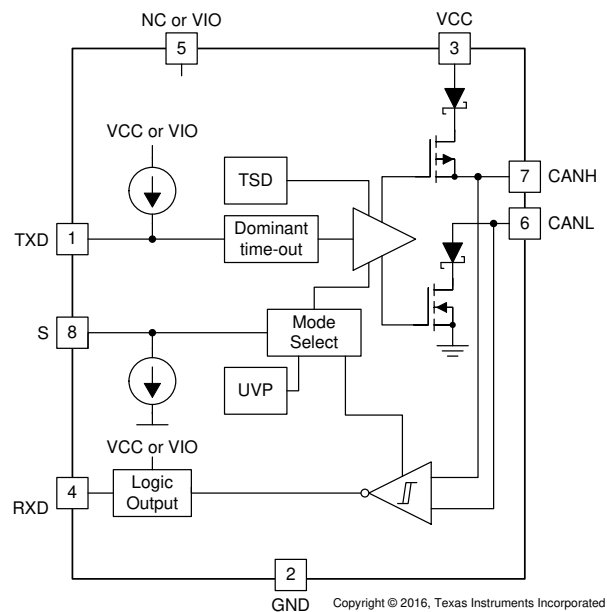 NC or VIO
VCC
5
3
VCC or VIO
TSD
7
CANH
6
CANL
TXD
1
Dominant
time-out
S
8
Mode
Select
UVP
VCC or VIO
RXD
4
Logic
Output
2
GND
Copyright © 2016, Texas Instruments Incorporated